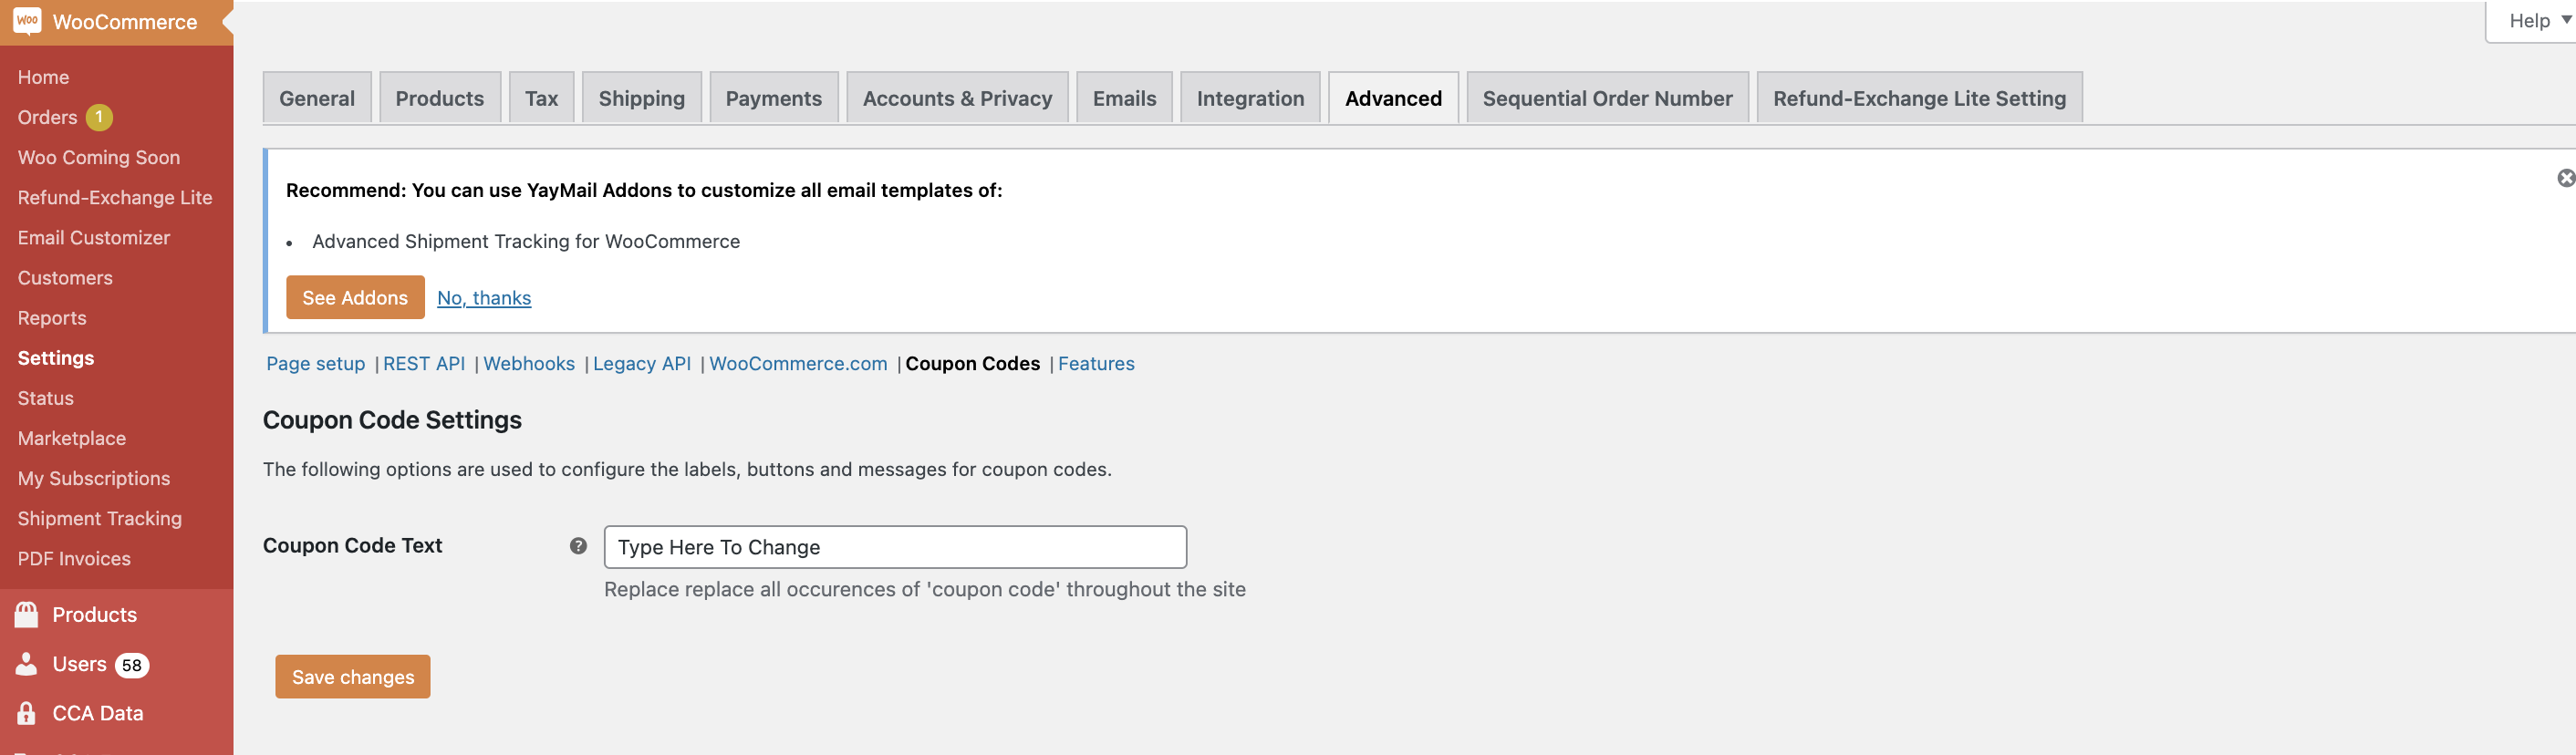 WooCommerce
Help
Home
Orders 1
Woo Coming Soon
Refund-Exchange Lite
Email Customizer
Customers
Reports
Settings
Status
Marketplace
My Subscriptions
Shipment Tracking
PDF Invoices
Products
Users 58
CCA Data
General Products Tax Shipping Payments Accounts & Privacy Emails Integration Advanced Sequential Order Number Refund-Exchange Lite Setting
Recommend: You can use YayMail Addons to customize all email templates of:
• Advanced Shipment Tracking for WooCommerce
See Addons No, thanks
Page setup | REST API | Webhooks | Legacy API | WooCommerce.com | Coupon Codes | Features
Coupon Code Settings
The following options are used to configure the labels, buttons and messages for coupon codes.
Coupon Code Text ? Type Here To Change
Replace replace all occurences of 'coupon code' throughout the site
Save changes